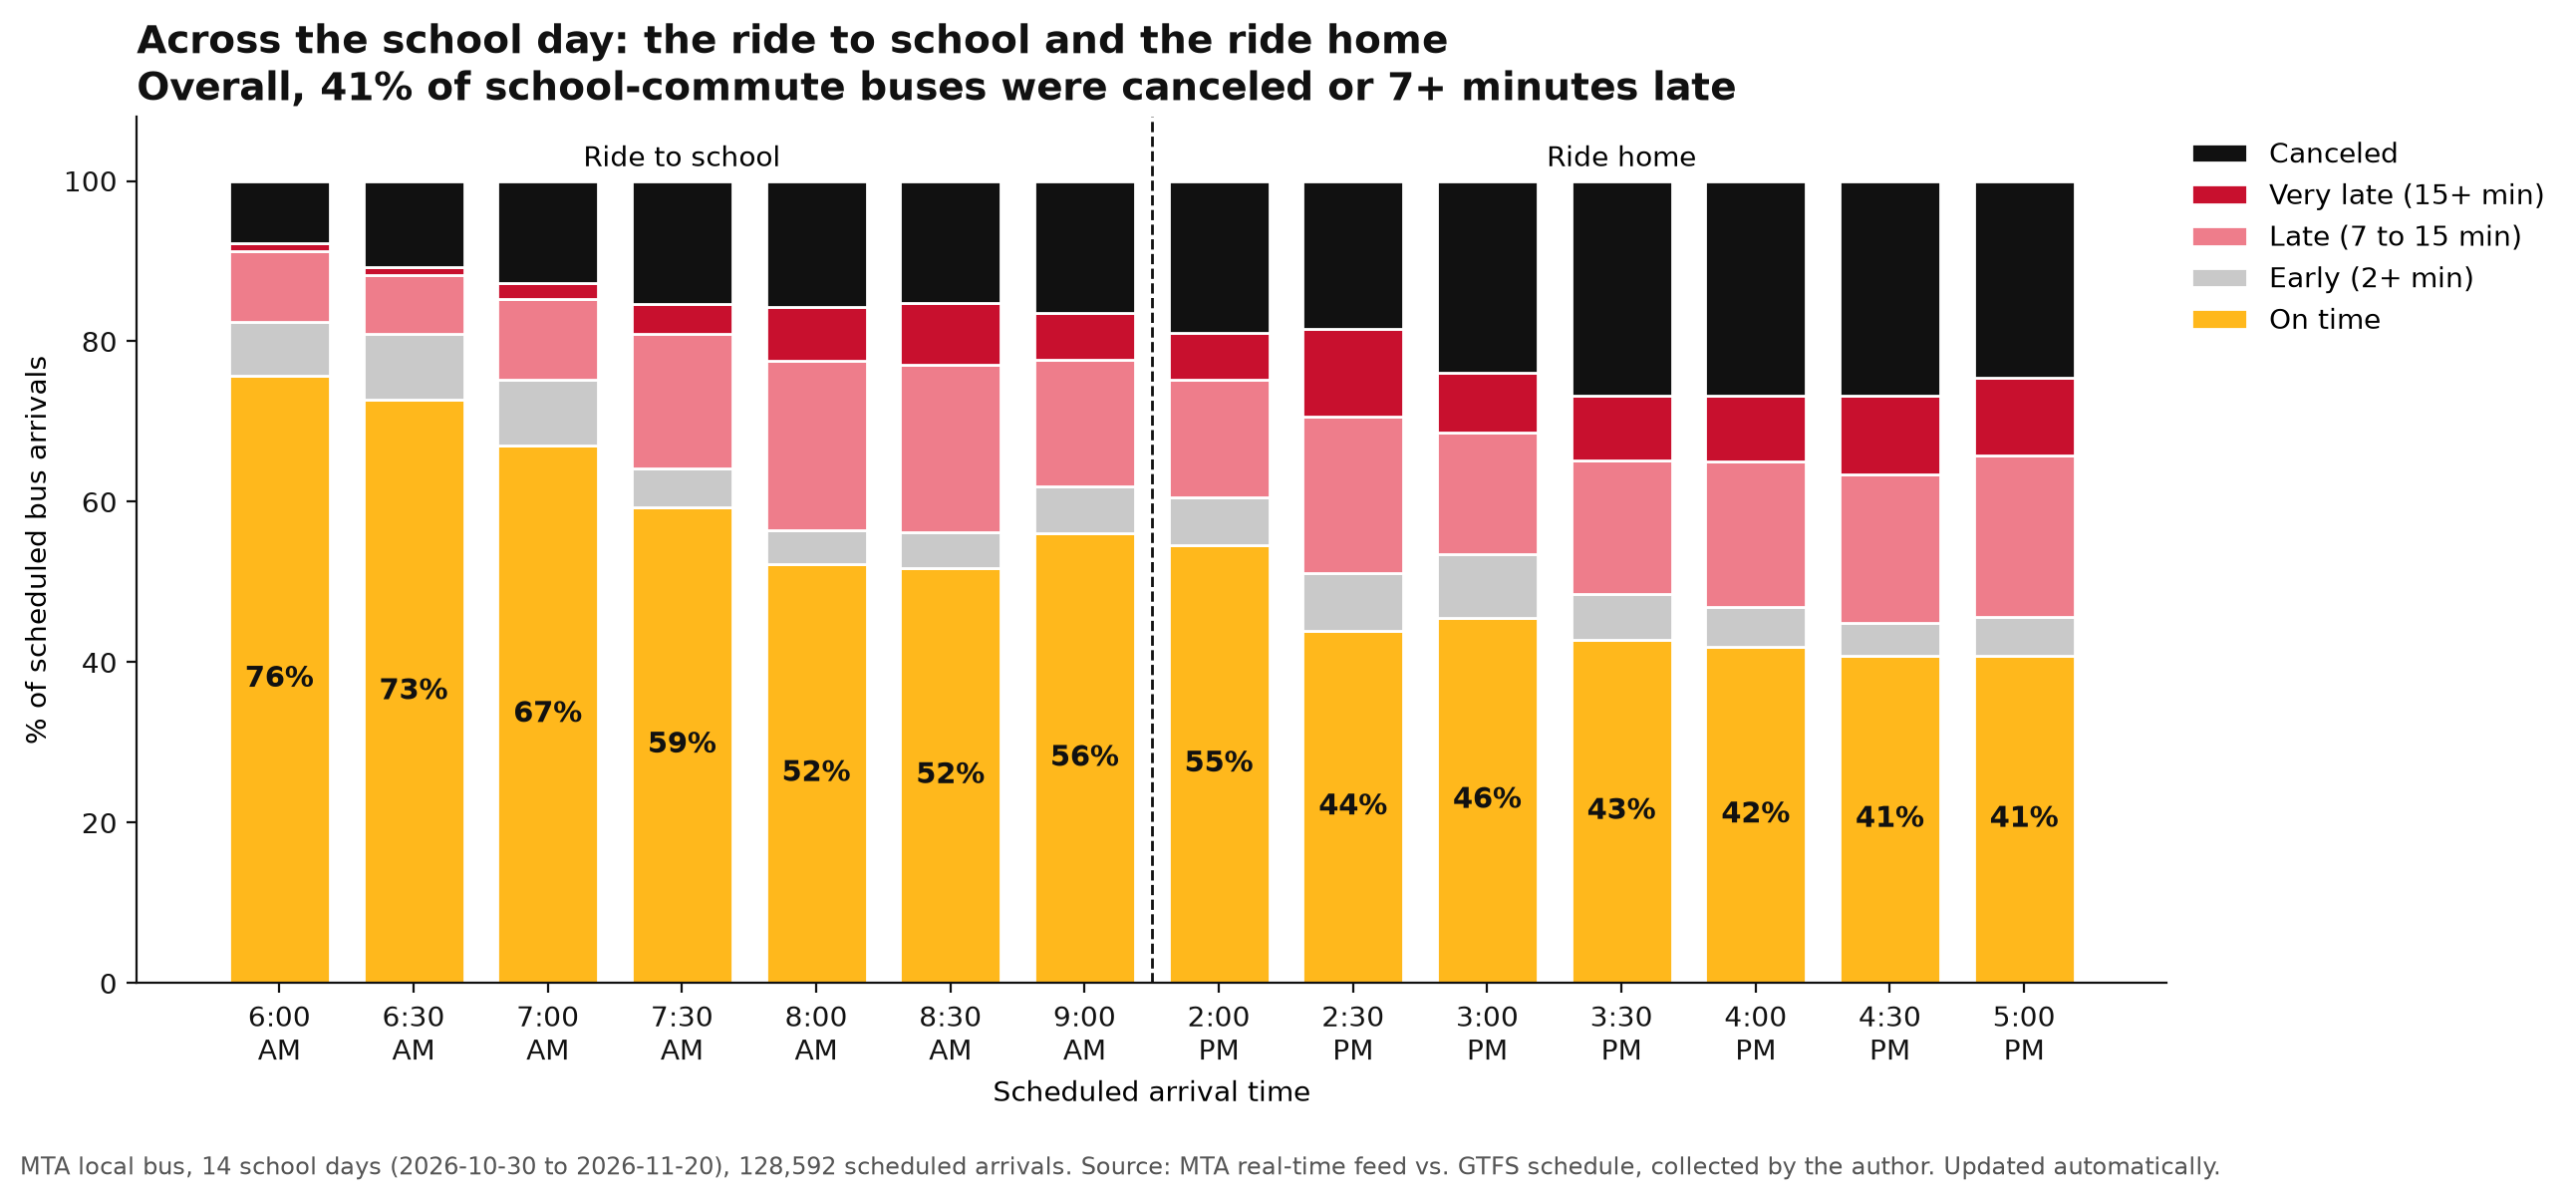 Across the school day: the ride to school and the ride home
Overall, 41% of school-commute buses were canceled or 7+ minutes late
Ride to school
Ride home
Canceled
Very late (15+ min)
Late (7 to 15 min)
Early (2+ min)
On time
% of scheduled bus arrivals
100
80
60
40
20
0
76%
73%
67%
59%
52%
52%
56%
55%
44%
46%
43%
42%
41%
41%
6:00 AM
6:30 AM
7:00 AM
7:30 AM
8:00 AM
8:30 AM
9:00 AM
2:00 PM
2:30 PM
3:00 PM
3:30 PM
4:00 PM
4:30 PM
5:00 PM
Scheduled arrival time
MTA local bus, 14 school days (2026-10-30 to 2026-11-20), 128,592 scheduled arrivals. Source: MTA real-time feed vs. GTFS schedule, collected by the author. Updated automatically.